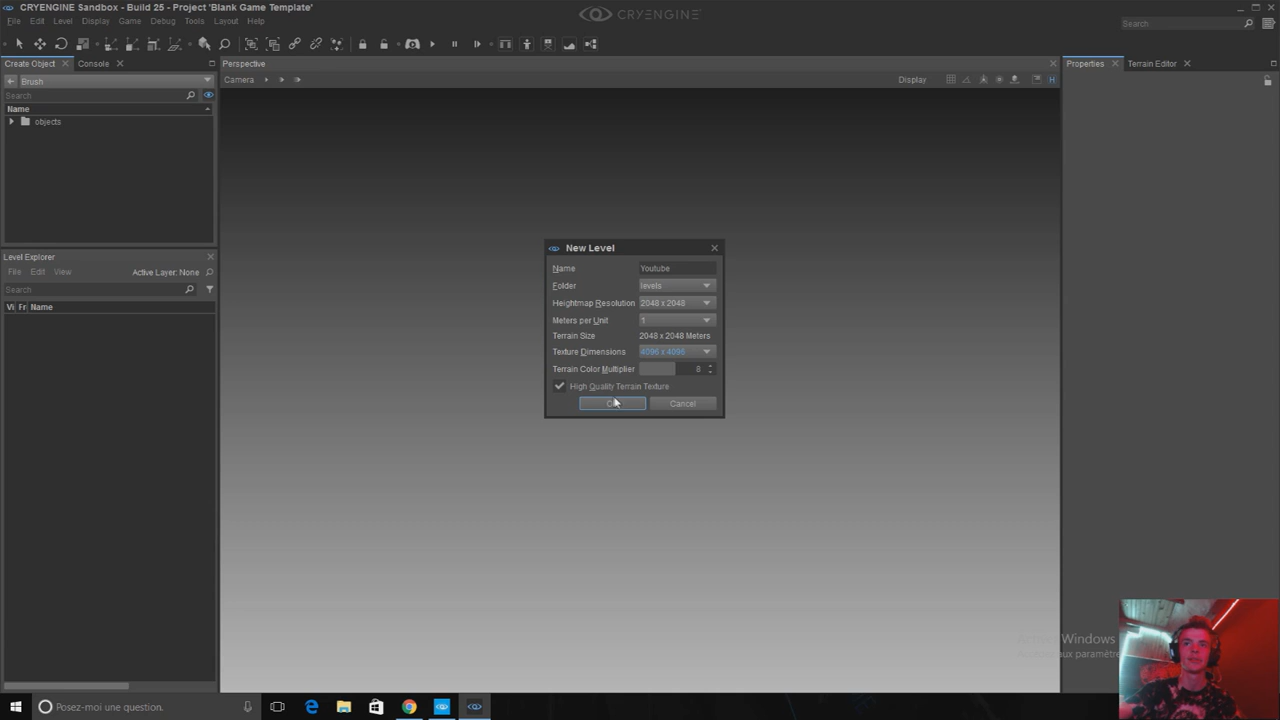 CRYENGINE Sandbox - Build 25 - Project 'Blank Game Template'
File Edit Level Display Game Debug Tools Layout Help
CRYENGINE
Search
Create Object
Console
Perspective
Properties
Terrain Editor
Brush
Camera
Display
H
Search
Name
objects
Level Explorer
File Edit View
Active Layer: None
Search
Vi Fr Name
New Level
Name Youtube
Folder levels
Heightmap Resolution 2048 x 2048
Meters per Unit 1
Terrain Size 2048 x 2048 Meters
Texture Dimensions 4096 x 4096
Terrain Color Multiplier 8
High Quality Terrain Texture
Cancel
Windows
aux paramètre
Posez-moi une question.